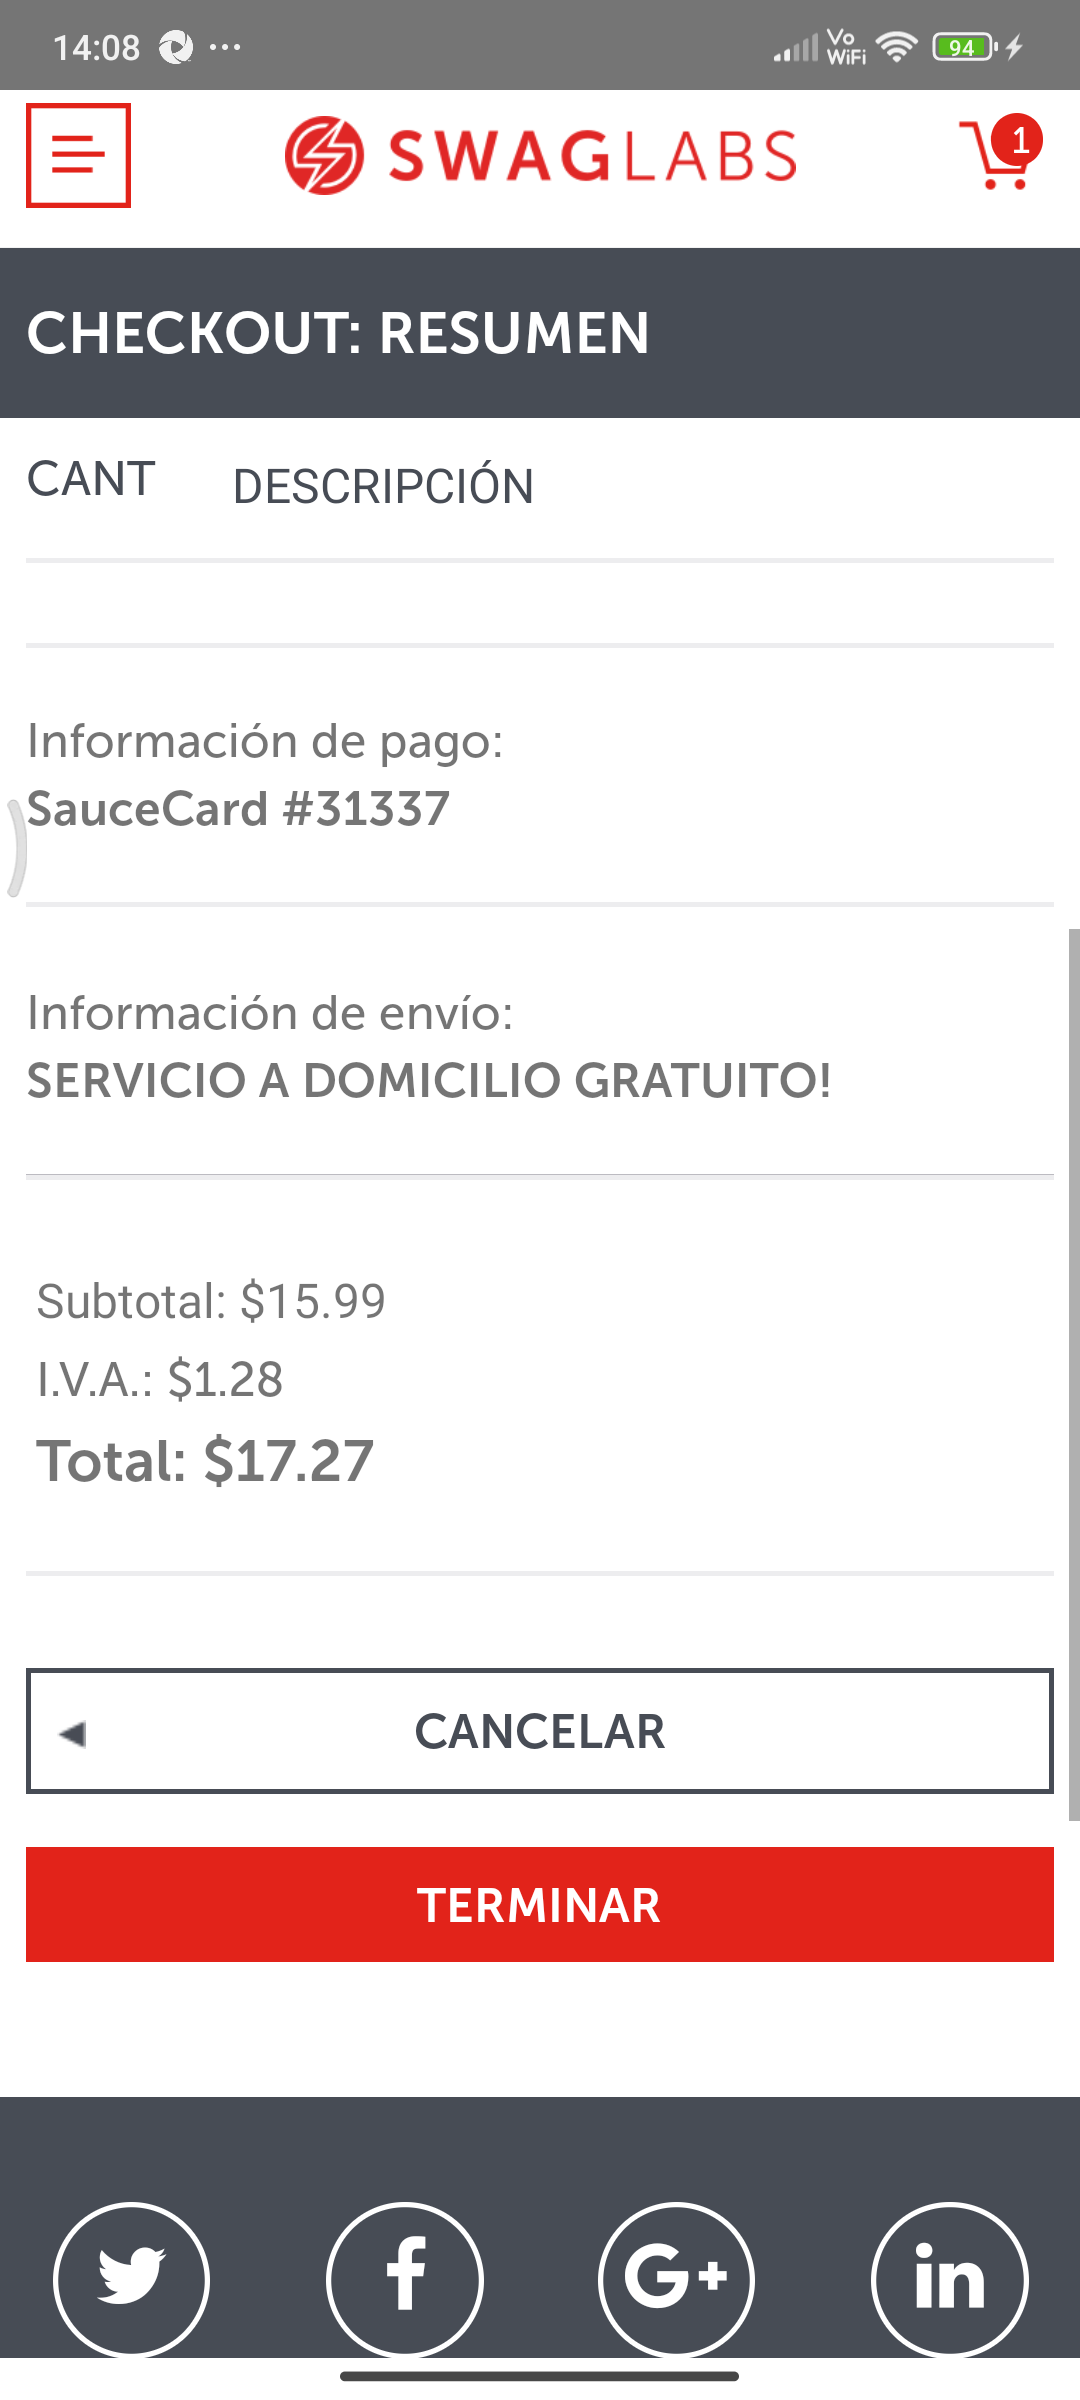 14:08
Vo
WiFi
94
SWAGLABS
1
CHECKOUT: RESUMEN
CANT
DESCRIPCIÓN
Información de pago:
SauceCard #31337
Información de envío:
SERVICIO A DOMICILIO GRATUITO!
Subtotal: $15.99
I.V.A.: $1.28
Total: $17.27
CANCELAR
TERMINAR
f
G+
in